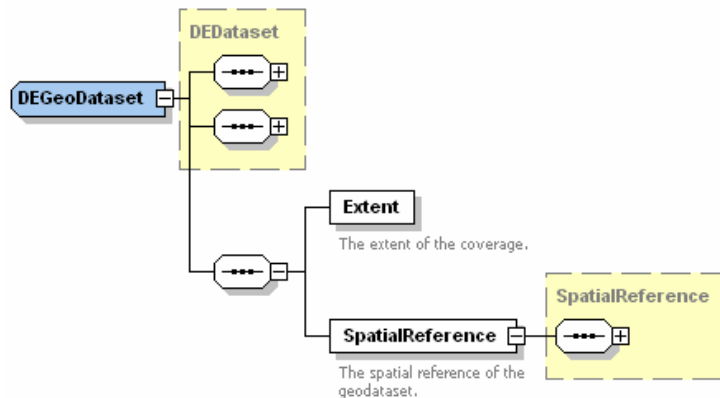 DEDataset
DEGeoDataset
Extent
The extent of the coverage.
SpatialReference
SpatialReference
The spatial reference of the
geodataset.